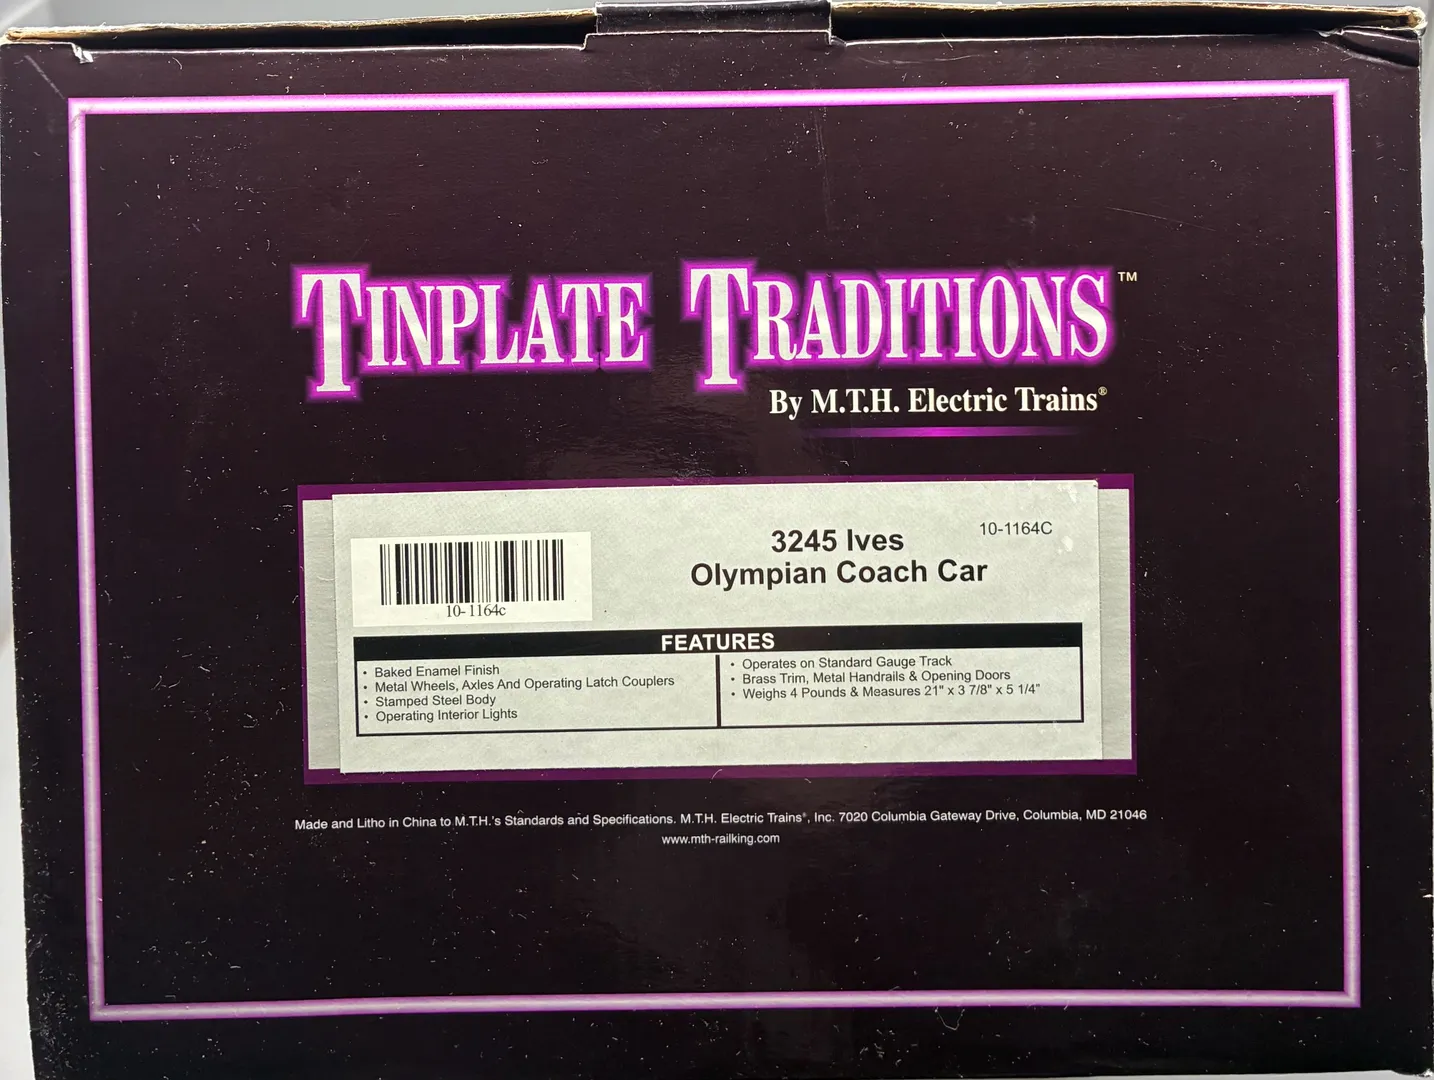 TINPLATE TRADITIONS™
By M.T.H. Electric Trains®
3245 Ives
10-1164C
Olympian Coach Car
10-1164c
FEATURES
• Baked Enamel Finish
• Metal Wheels, Axles And Operating Latch Couplers
• Stamped Steel Body
• Operating Interior Lights
• Operates on Standard Gauge Track
• Brass Trim, Metal Handrails & Opening Doors
• Weighs 4 Pounds & Measures 21" x 3 7/8" x 5 1/4"
Made and Litho in China to M.T.H.'s Standards and Specifications. M.T.H. Electric Trains®, Inc. 7020 Columbia Gateway Drive, Columbia, MD 21046
www.mth-railking.com